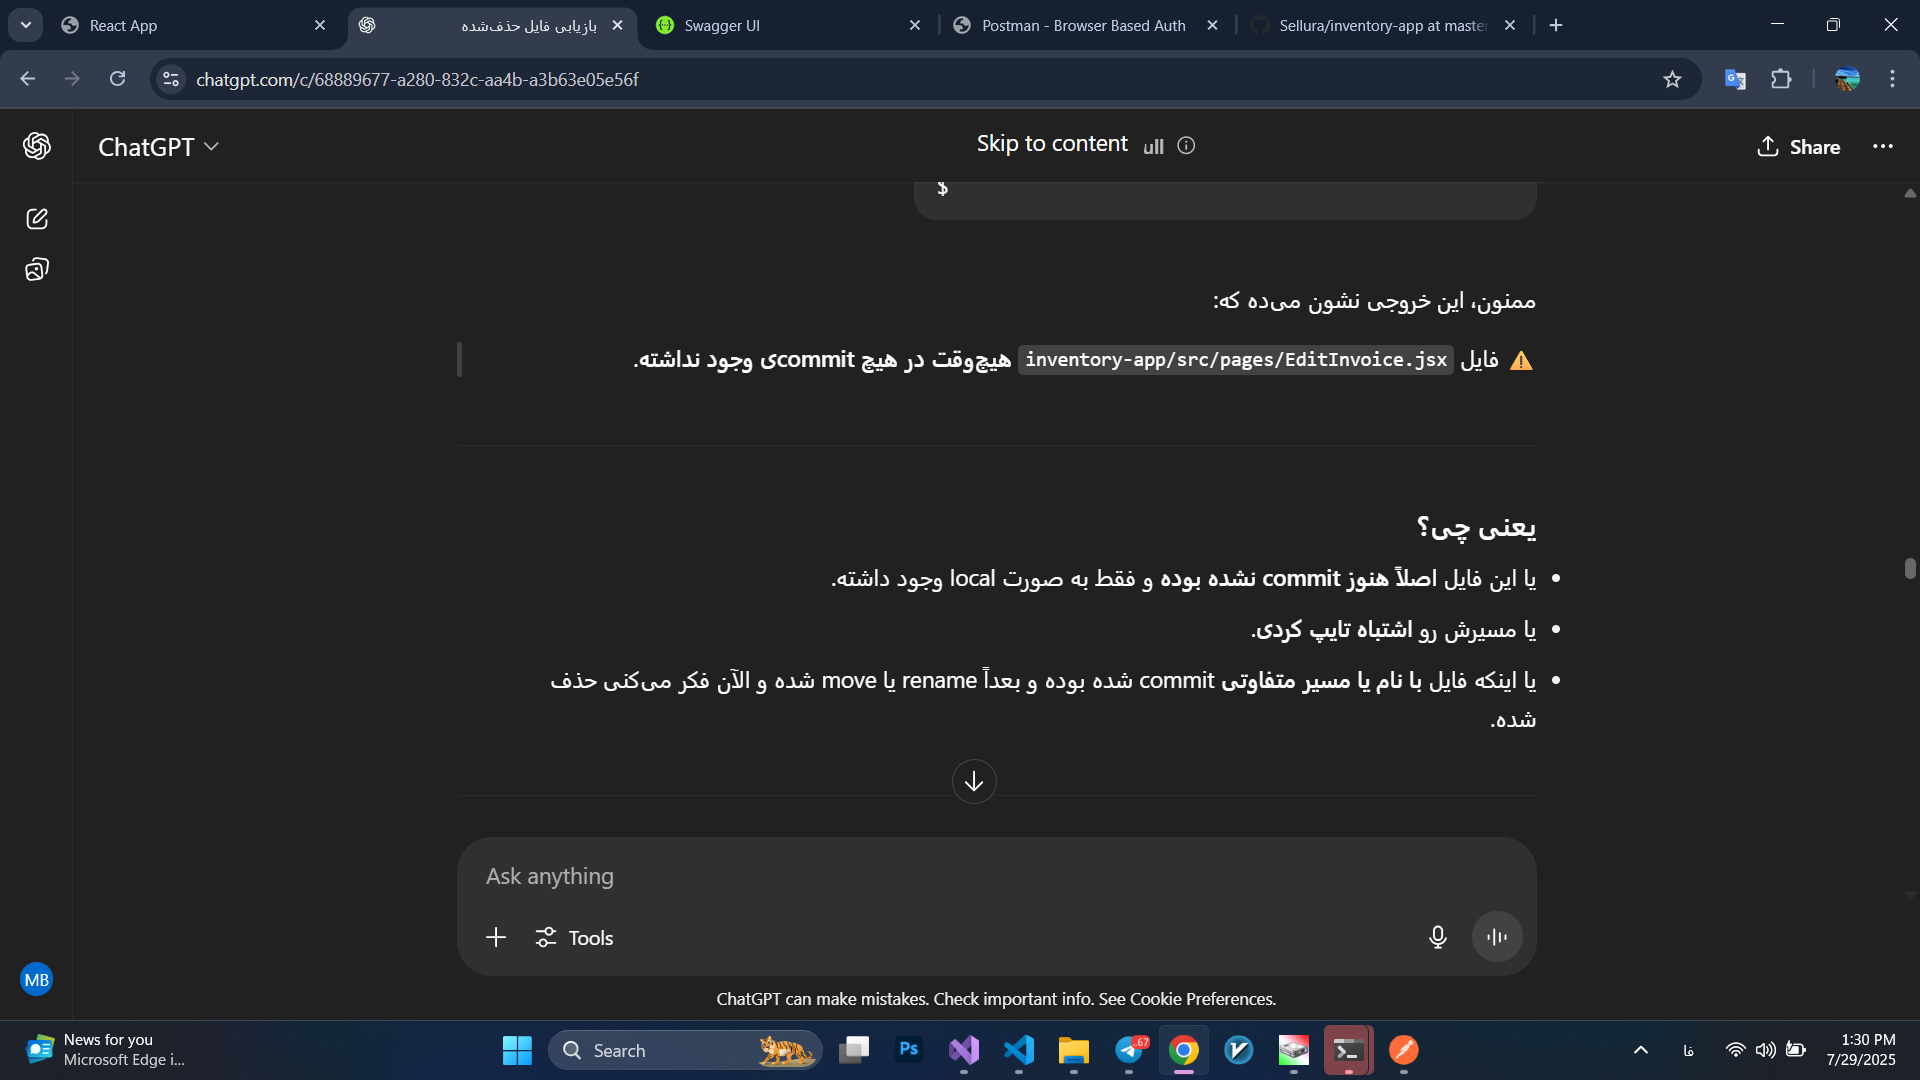 React App
بازیابی فایل حذف‌شده
Swagger UI
Postman - Browser Based Auth
Sellura/inventory-app at master
chatgpt.com/c/68889677-a280-832c-aa4b-a3b63e05e56f
ChatGPT
Skip to content
ull
Share
$
ممنون، این خروجی نشون می‌ده که:
⚠️ فایل inventory-app/src/pages/EditInvoice.jsx هیچ‌وقت در هیچ commitی وجود نداشته.
یعنی چی؟
• یا این فایل اصلاً هنوز commit نشده بوده و فقط به صورت local وجود داشته.
• یا مسیرش رو اشتباه تایپ کردی.
• یا اینکه فایل با نام یا مسیر متفاوتی commit شده بوده و بعداً rename یا move شده و الآن فکر می‌کنی حذف
شده.
Ask anything
Tools
MB
ChatGPT can make mistakes. Check important info. See Cookie Preferences.
News for you
Microsoft Edge i...
Search
Ps
67
فا
1:30 PM
7/29/2025